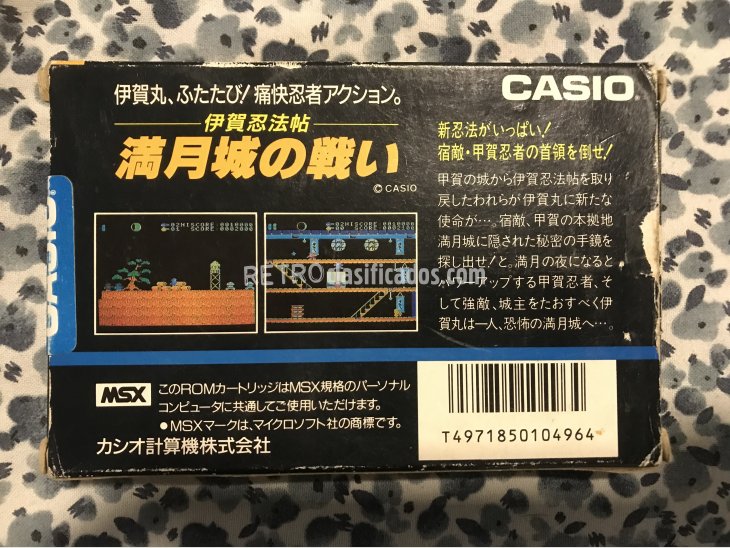 伊賀丸、ふたたび!痛快忍者アクション。
伊賀忍法帖
満月城の戦い
© CASIO
CASIO
新忍法がいっぱい!
宿敵・甲賀忍者の首領を倒せ!
甲賀の城から伊賀忍法帖を取り
戻したわれらが伊賀丸に新たな
使命が…。宿敵、甲賀の本拠地
満月城に隠された秘密の手鏡を
探し出せ!と。満月の夜になると
パワーアップする甲賀忍者、そ
して強敵、城主をたおすべく伊
賀丸は一人、恐怖の満月城へ…。
RETROclasificados.com
CASIO
MSX
このROMカートリッジはMSX規格のパーソナル
コンピュータに共通してご使用いただけます。
●MSXマークは、マイクロソフト社の商標です。
カシオ計算機株式会社
T4971850104964